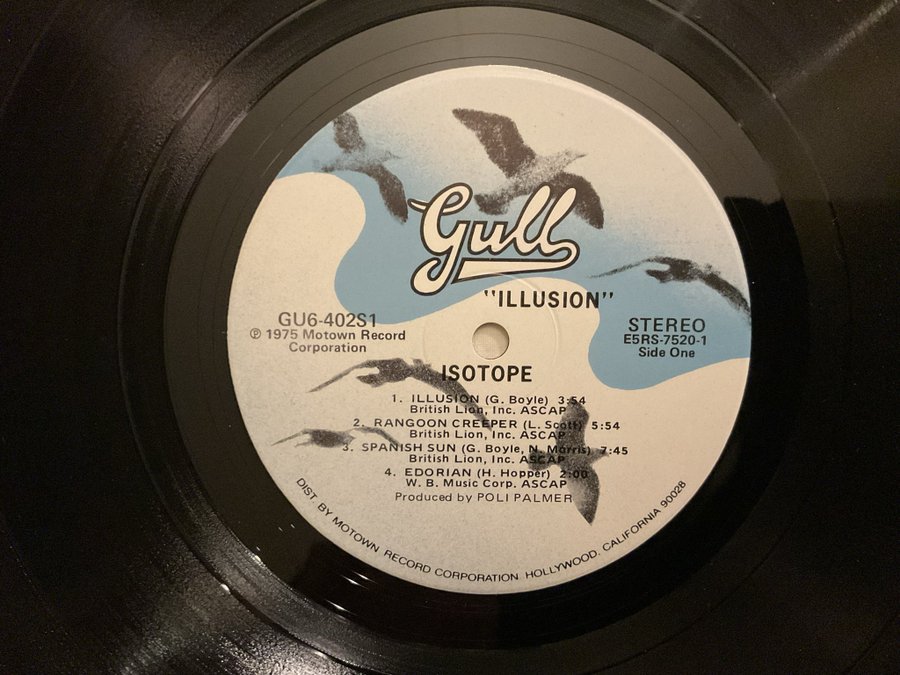 Gull
"ILLUSION"
GU6-402S1
℗ 1975 Motown Record
Corporation
STEREO
E5RS-7520-1
Side One
ISOTOPE
1. ILLUSION (G. Boyle) 3:54
British Lion, Inc. ASCAP
2. RANGOON CREEPER (L. Scott) 5:54
British Lion, Inc. ASCAP
3. SPANISH SUN (G. Boyle, N. Morris) 7:45
British Lion, Inc. ASCAP
4. EDORIAN (H. Hopper) 2:00
W. B. Music Corp. ASCAP
Produced by POLI PALMER
DIST. BY MOTOWN RECORD CORPORATION. HOLLYWOOD, CALIFORNIA 90028